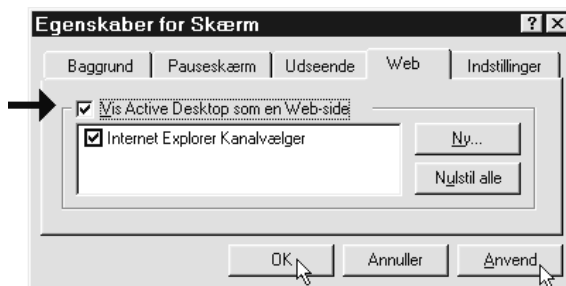 Egenskaber for Skærm
Baggrund Pauseskærm Udseende Web Indstillinger
Vis Active Desktop som en Web-side
Internet Explorer Kanalvælger
Ny...
Nulstil alle
OK Annuller Anvend